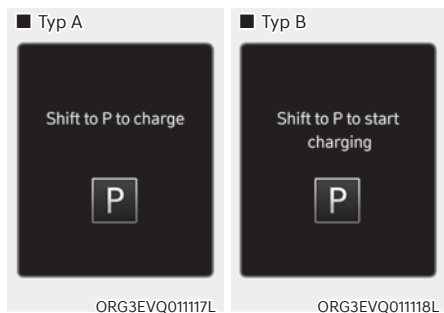 ■ Typ A
Shift to P to charge
P
ORG3EVQ011117L
■ Typ B
Shift to P to start
charging
P
ORG3EVQ011118L